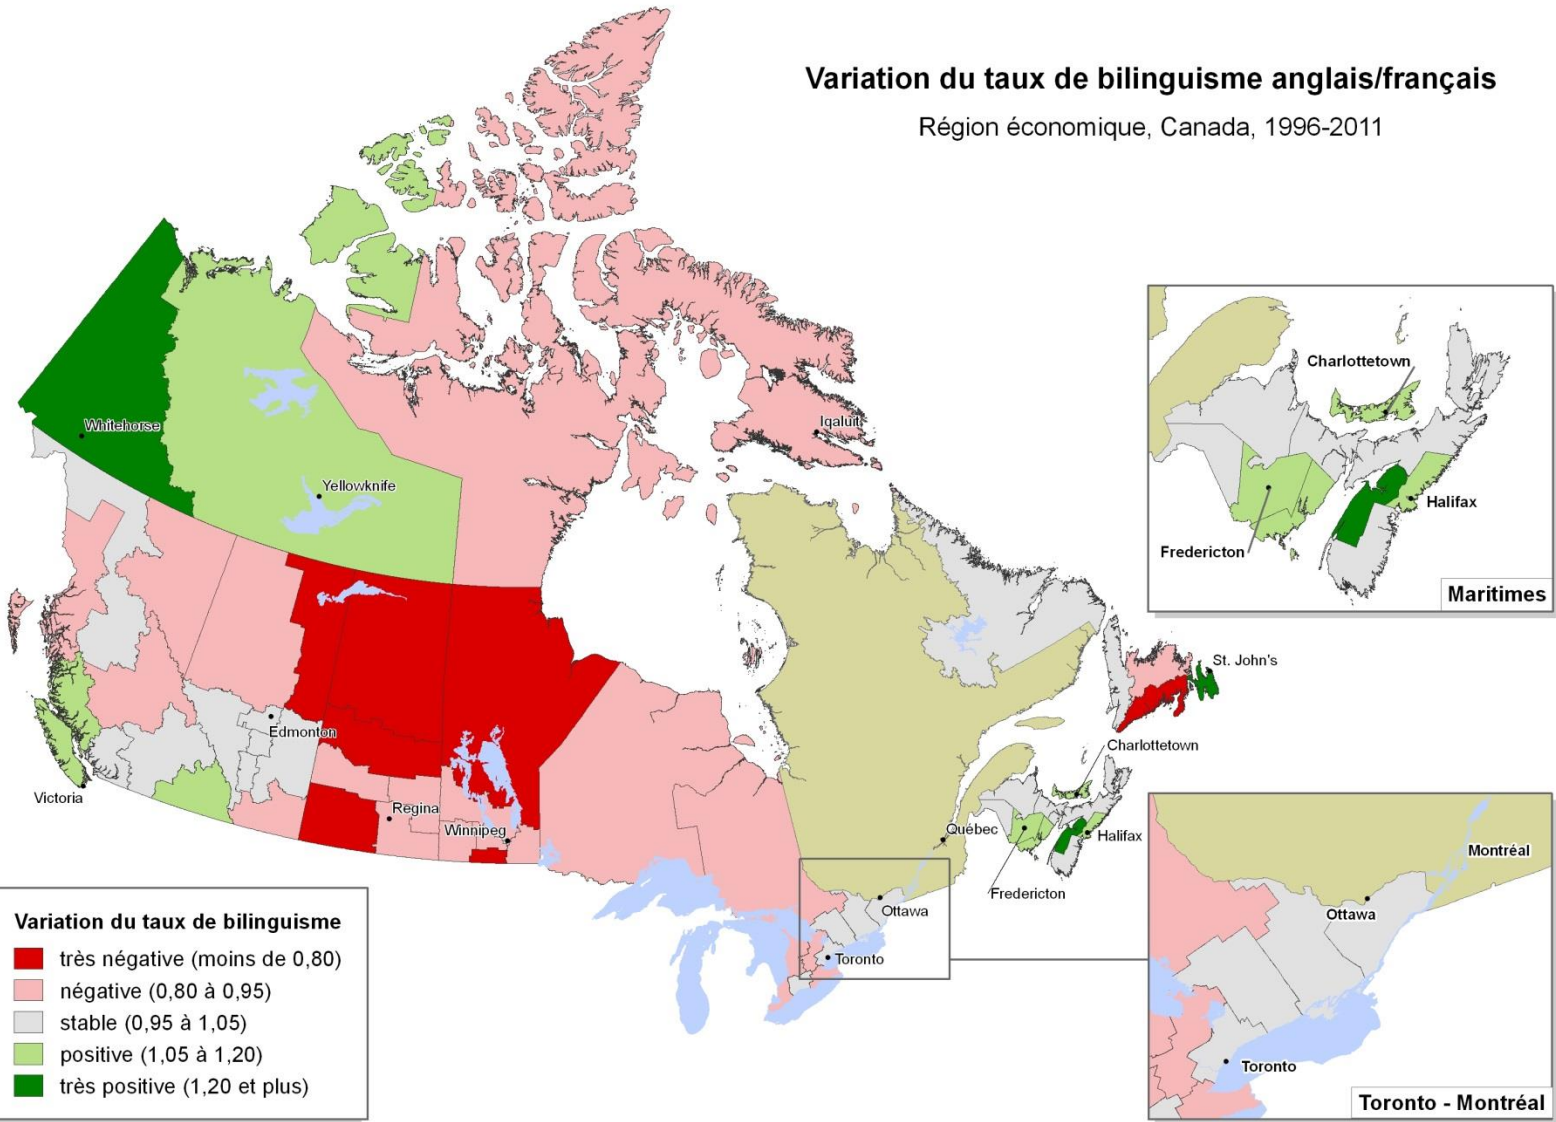 Variation du taux de bilinguisme anglais/français
Région économique, Canada, 1996-2011
Whitehorse
Yellowknife
Iqaluit
Edmonton
Victoria
Regina
Winnipeg
St. John's
Charlottetown
Québec
Halifax
Fredericton
Ottawa
Toronto
Charlottetown
Halifax
Fredericton
Maritimes
Montréal
Ottawa
Toronto
Toronto - Montréal
Variation du taux de bilinguisme
très négative (moins de 0,80)
négative (0,80 à 0,95)
stable (0,95 à 1,05)
positive (1,05 à 1,20)
très positive (1,20 et plus)